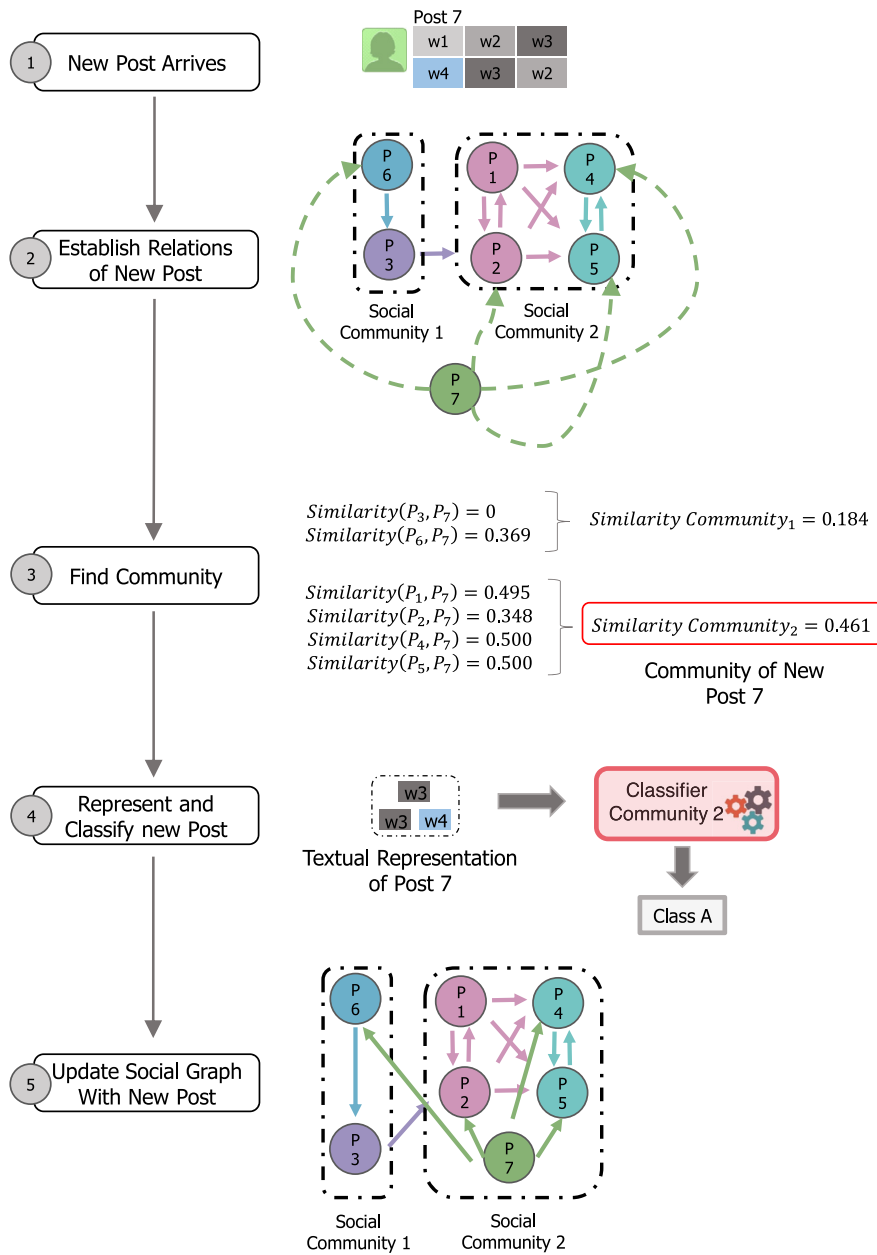 Post 7
w1 w2 w3
w4 w3 w2
1 New Post Arrives
P 6
P 1
P 4
P 3
P 2
P 5
2 Establish Relations
of New Post
Social
Community 1
Social
Community 2
P 7
Similarity(P₃, P₇) = 0
Similarity(P₆, P₇) = 0.369
Similarity Community₁ = 0.184
3 Find Community
Similarity(P₁, P₇) = 0.495
Similarity(P₂, P₇) = 0.348
Similarity(P₄, P₇) = 0.500
Similarity(P₅, P₇) = 0.500
Similarity Community₂ = 0.461
Community of New
Post 7
4 Represent and
Classify new Post
w3
w3 w4
Textual Representation
of Post 7
Classifier
Community 2
Class A
P 6
P 1
P 4
5 Update Social Graph
With New Post
P 2
P 5
P 3
P 7
Social
Community 1
Social
Community 2